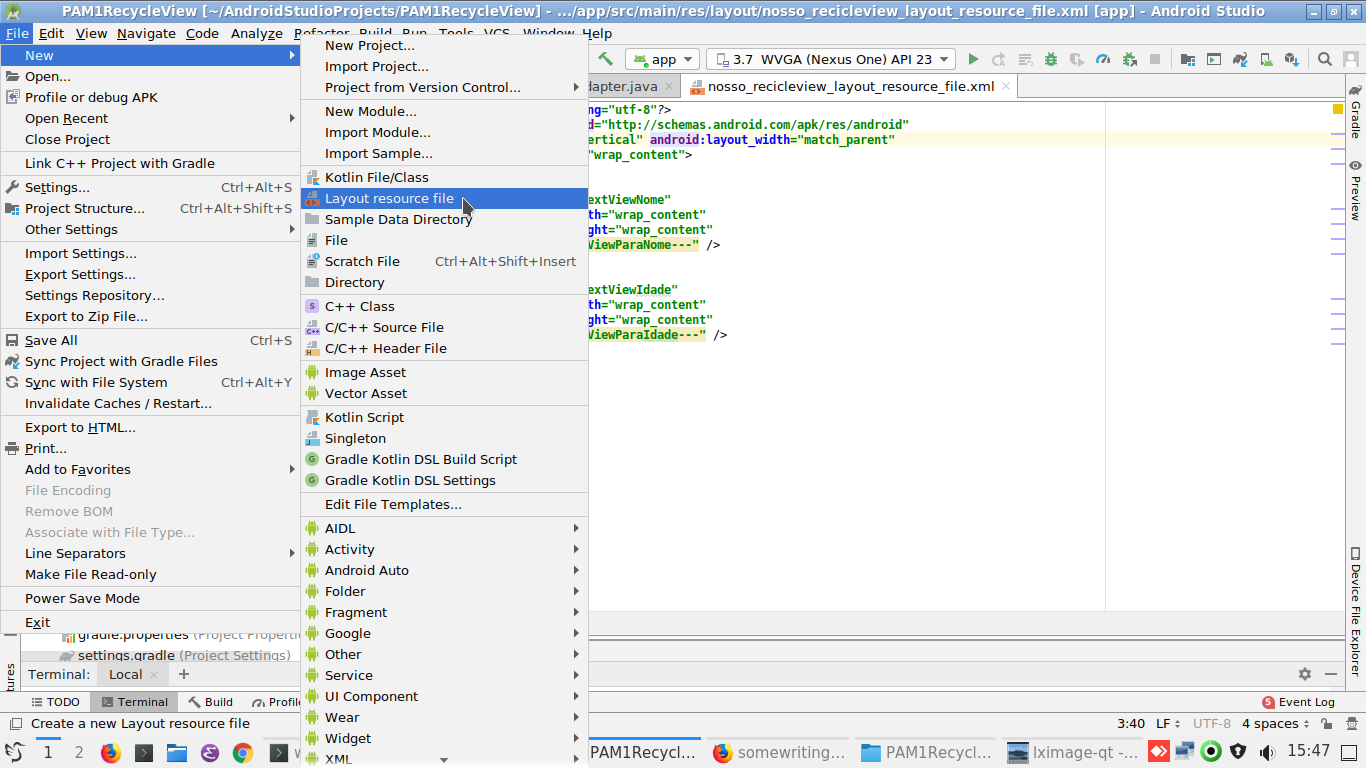 PAM1RecycleView [~/AndroidStudioProjects/PAM1RecycleView] - .../app/src/main/res/layout/nosso_recicleview_layout_resource_file.xml [app] - Android Studio
File Edit View Navigate Code Analyze Refactor Build Run Tools VCS Window Help
app
3.7 WVGA (Nexus One) API 23
dapter.java
nosso_recicleview_layout_resource_file.xml
New
Open...
Profile or debug APK
Open Recent
Close Project
Link C++ Project with Gradle
Settings... Ctrl+Alt+S
Project Structure... Ctrl+Alt+Shift+S
Other Settings
Import Settings...
Export Settings...
Settings Repository...
Export to Zip File...
Save All Ctrl+S
Sync Project with Gradle Files
Sync with File System Ctrl+Alt+Y
Invalidate Caches / Restart...
Export to HTML...
Print...
Add to Favorites
File Encoding
Remove BOM
Associate with File Type...
Line Separators
Make File Read-only
Power Save Mode
Exit
New Project...
Import Project...
Project from Version Control...
New Module...
Import Module...
Import Sample...
Kotlin File/Class
Layout resource file
Sample Data Directory
File
Scratch File Ctrl+Alt+Shift+Insert
Directory
C++ Class
C/C++ Source File
C/C++ Header File
Image Asset
Vector Asset
Kotlin Script
Singleton
Gradle Kotlin DSL Build Script
Gradle Kotlin DSL Settings
Edit File Templates...
AIDL
Activity
Android Auto
Folder
Fragment
Google
Other
Service
UI Component
Wear
Widget
XML
ng="utf-8"?>
d="http://schemas.android.com/apk/res/android"
ertical" android:layout_width="match_parent"
"wrap_content">
extViewNome"
th="wrap_content"
ght="wrap_content"
ViewParaNome---" />
extViewIdade"
th="wrap_content"
ght="wrap_content"
ViewParaIdade---" />
Gradle
Preview
Device File Explorer
gradle.properties (Project Properti
settings.gradle (Project Settings)
tures
Terminal: Local
TODO Terminal Build Profile
5 Event Log
Create a new Layout resource file
3:40 LF UTF-8 4 spaces
1 2 PAM1Recycl... somewriting... PAM1Recycl... lximage-qt -... 15:47